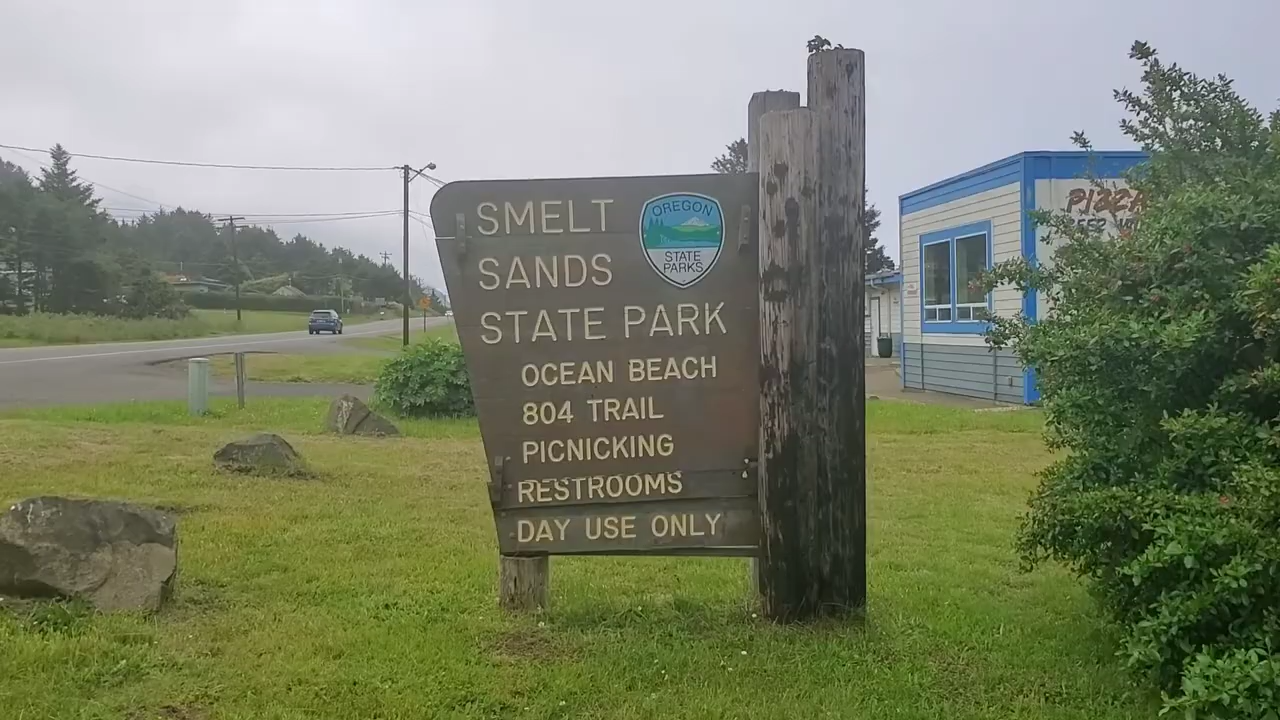 SMELT
SANDS
STATE PARK
OREGON
STATE
PARKS
OCEAN BEACH
804 TRAIL
PICNICKING
RESTROOMS
DAY USE ONLY
PIZZA